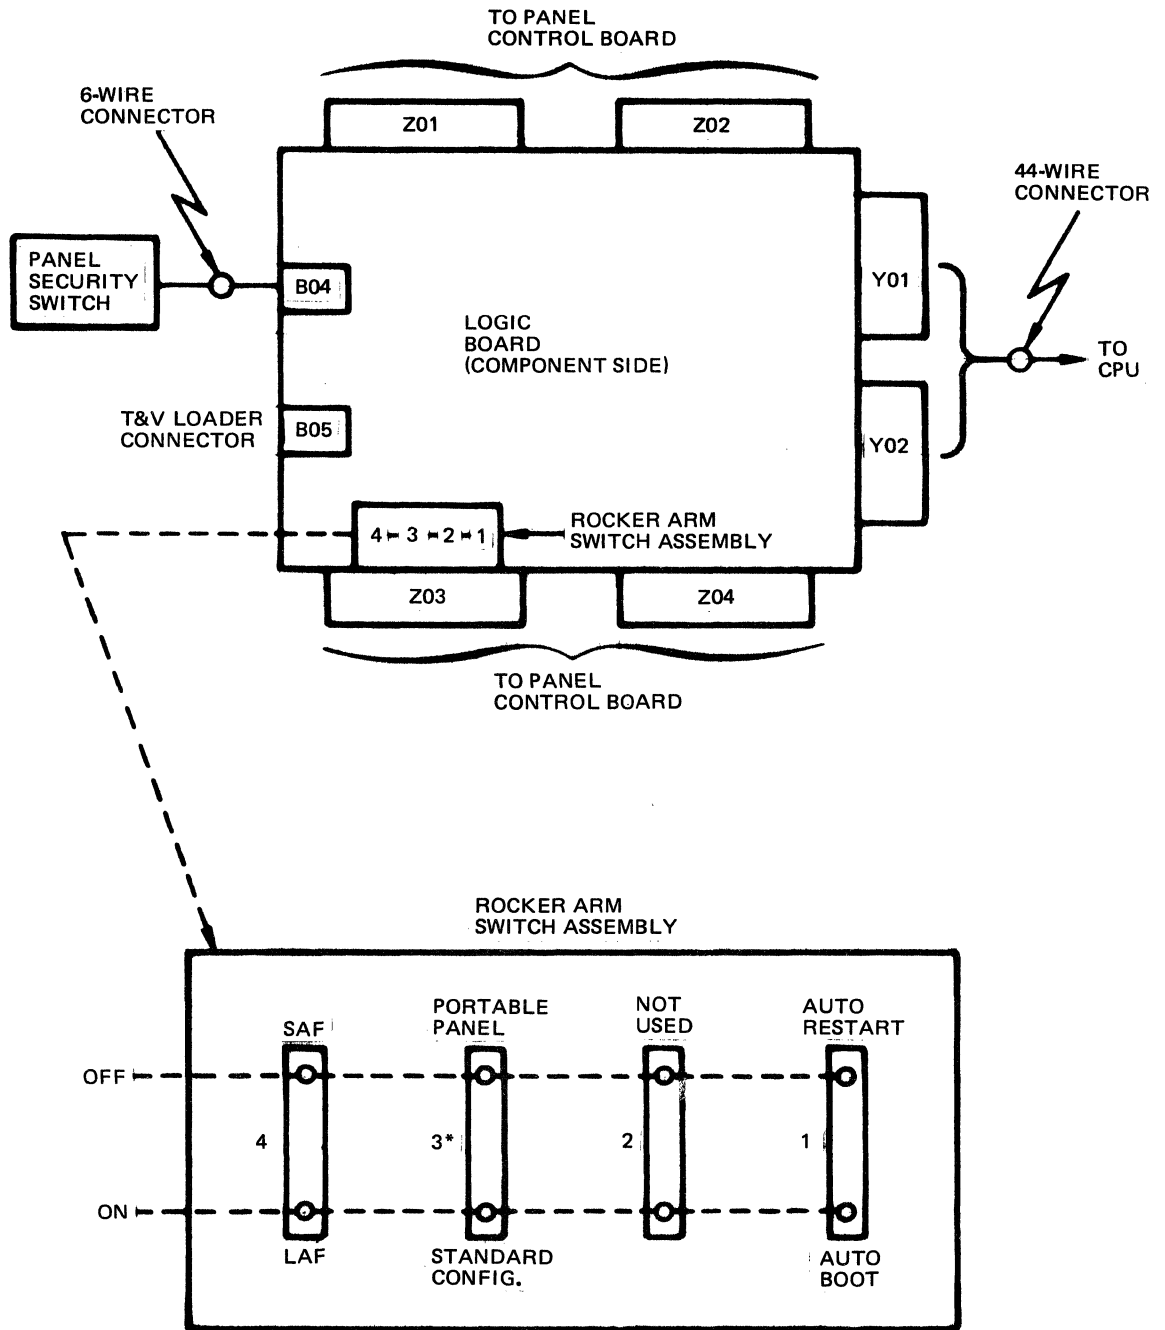 TO PANEL
CONTROL BOARD
6-WIRE
CONNECTOR
Z01
Z02
44-WIRE
CONNECTOR
PANEL
SECURITY
SWITCH
B04
Y01
LOGIC
BOARD
(COMPONENT SIDE)
TO
CPU
T&V LOADER
CONNECTOR
B05
Y02
4 - 3 - 2 - 1
ROCKER ARM
SWITCH ASSEMBLY
Z03
Z04
TO PANEL
CONTROL BOARD
ROCKER ARM
SWITCH ASSEMBLY
SAF
PORTABLE
PANEL
NOT
USED
AUTO
RESTART
OFF
4
3*
2
1
ON
LAF
STANDARD
CONFIG.
AUTO
BOOT